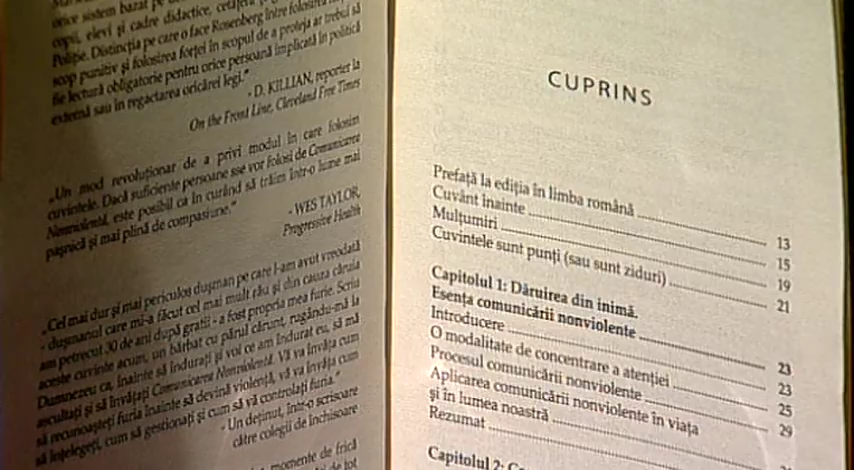 orice sistem bazat pe
copii, elevi și cadre didactice, cetățeni
Poliție. Distincția pe care o face Rosenberg între folosirea
scop punitiv și folosirea forței în scopul de a proteja ar trebui să
fie lectură obligatorie pentru orice persoană implicată în politică
externă sau în regactarea oricărei legi."
- D. KILLIAN, reporter la
On the Front Line, Cleveland Free Times
„Un mod revoluționar de a privi modul în care folosim
cuvintele. Dacă suficiente persoane sse vor folosi de Comunicarea
Nonviolentă, este posibil ca în curând să trăim într-o lume mai
pașnică și mai plină de compasiune."
- WES TAYLOR,
Progressive Health
„Cel mai dur și mai periculos dușman pe care l-am avut vreodată
- dușmanul care mi-a făcut cel mai mult rău și din cauza căruia
am petrecut 30 de ani după gratii - a fost propria mea furie. Scriu
aceste cuvinte acum, un bărbat cu părul cărunt, rugându-mă la
Dumnezeu ca, înainte să îndurați și voi ce am îndurat eu, să mă
ascultați și să învățați Comunicarea Nonviolentă. Vă va învăța cum
să recunoașteți furia înainte să devină violență, vă va învăța cum
să înțelegeți, cum să gestionați și cum să vă controlați furia."
- Un deținut, într-o scrisoare
către colegii de închisoare
momente de frică
de tot
CUPRINS
Prefață la ediția în limba română 13
Cuvânt înainte 15
Mulțumiri 19
Cuvintele sunt punți (sau sunt ziduri) 21
Capitolul 1: Dăruirea din inimă.
Esența comunicării nonviolente 23
Introducere 23
O modalitate de concentrare a atenției 25
Procesul comunicării nonviolente 29
Aplicarea comunicării nonviolente în viața
și în lumea noastră
Rezumat
Capitolul 2: